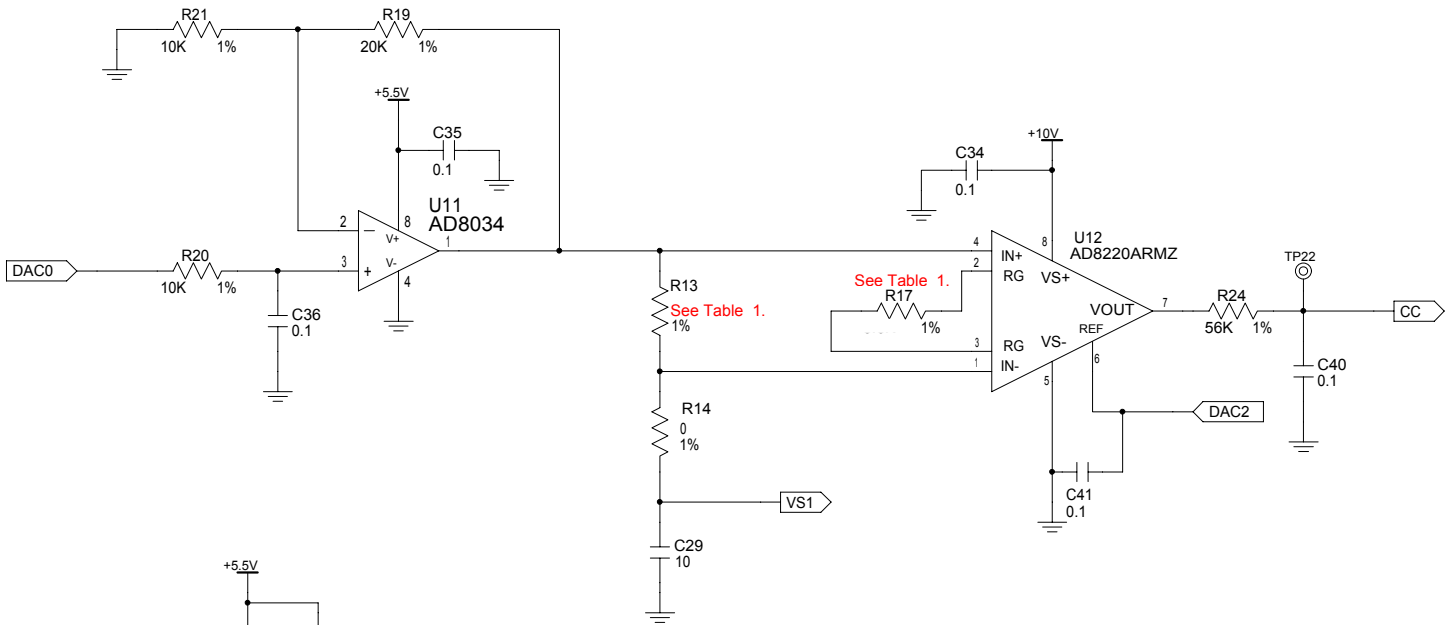 R21
10K 1%
R19
20K 1%
+5.5V
C35
0.1
U11
AD8034
2
8
V+
1
V-
3
+
4
DAC0
R20
10K 1%
C36
0.1
R13
See Table 1.
1%
R14
0
1%
VS1
C29
10
+5.5V
+10V
C34
0.1
See Table 1.
R17
1%
U12
AD8220ARMZ
8
4
IN+
2
RG
VS+
VOUT
7
REF
6
VS-
3
RG
1
IN-
5
R24
56K 1%
TP22
CC
C40
0.1
DAC2
C41
0.1